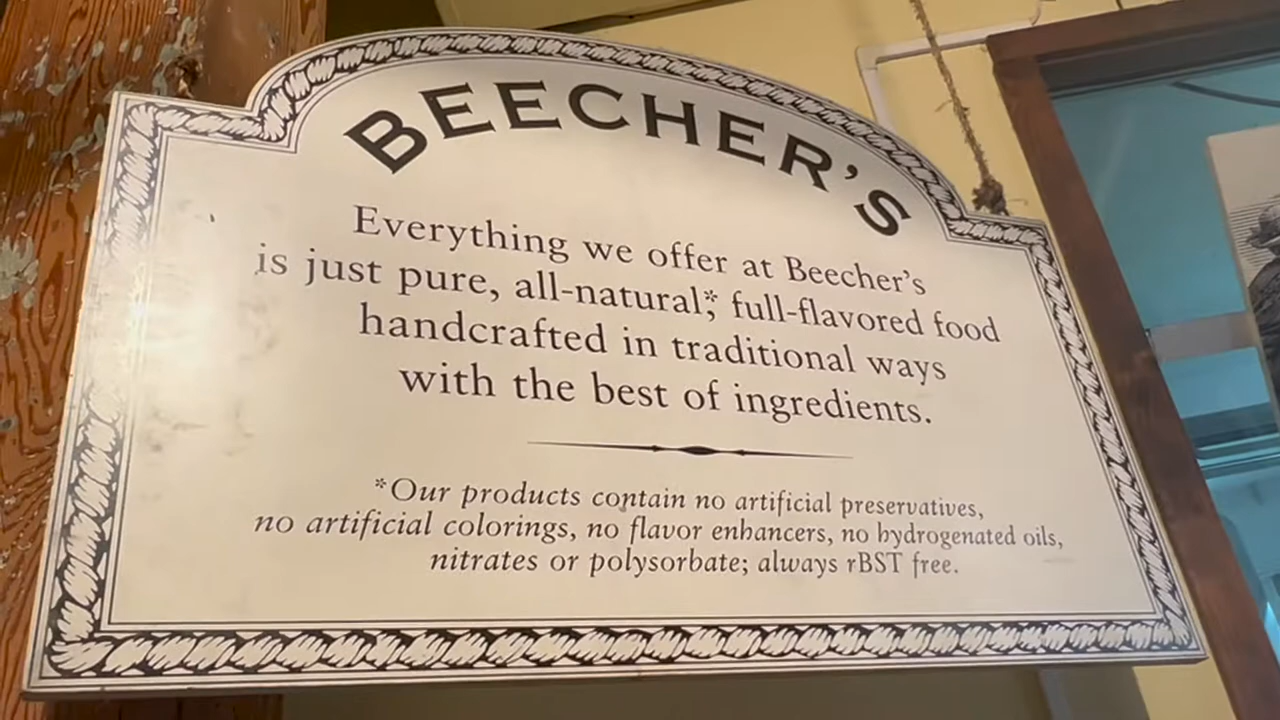 BEECHER'S
Everything we offer at Beecher's
is just pure, all-natural*, full-flavored food
handcrafted in traditional ways
with the best of ingredients.
*Our products contain no artificial preservatives,
no artificial colorings, no flavor enhancers, no hydrogenated oils,
nitrates or polysorbate; always rBST free.